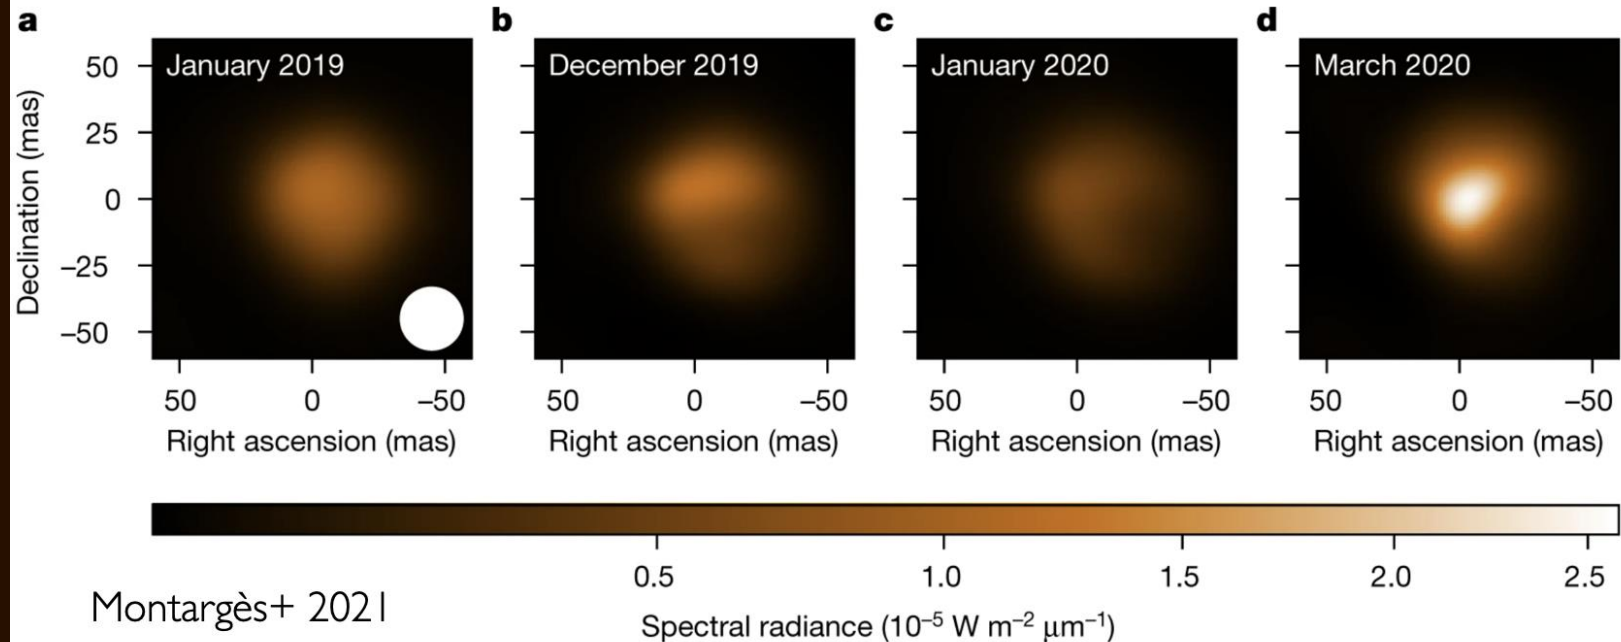 a
January 2019
b
December 2019
c
January 2020
d
March 2020
Declination (mas)
50
25
0
–25
–50
50 0 –50
50 0 –50
50 0 –50
50 0 –50
Right ascension (mas)
Right ascension (mas)
Right ascension (mas)
Right ascension (mas)
0.5 1.0 1.5 2.0 2.5
Spectral radiance (10⁻⁵ W m⁻² μm⁻¹)
Montargès+ 2021